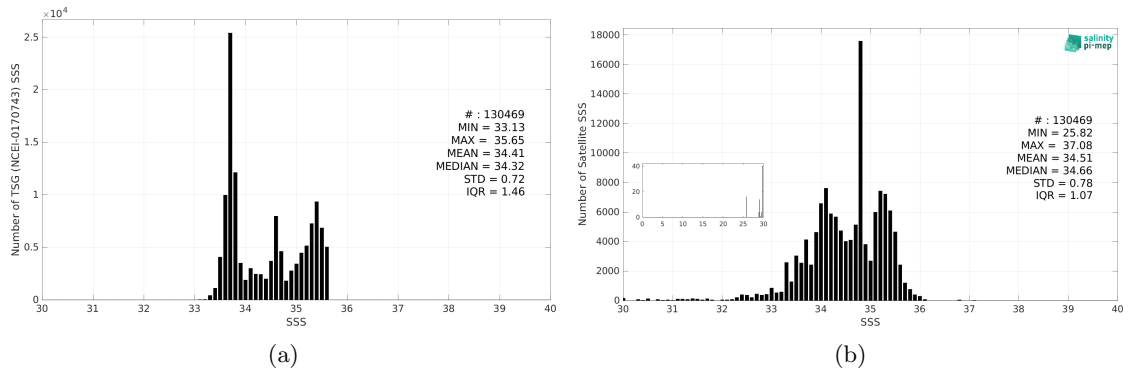 ×10⁴
2.5
2
1.5
1
0.5
0
Number of TSG (NCEI-0170743) SSS
# : 130469
MIN = 33.13
MAX = 35.65
MEAN = 34.41
MEDIAN = 34.32
STD = 0.72
IQR = 1.46
30 31 32 33 34 35 36 37 38 39 40
SSS
(a)
18000
16000
14000
12000
10000
8000
6000
4000
2000
0
Number of Satellite SSS
salinity
pi-mep
# : 130469
MIN = 25.82
MAX = 37.08
MEAN = 34.51
MEDIAN = 34.66
STD = 0.78
IQR = 1.07
40
20
0
0 5 10 15 20 25 30
30 31 32 33 34 35 36 37 38 39 40
SSS
(b)